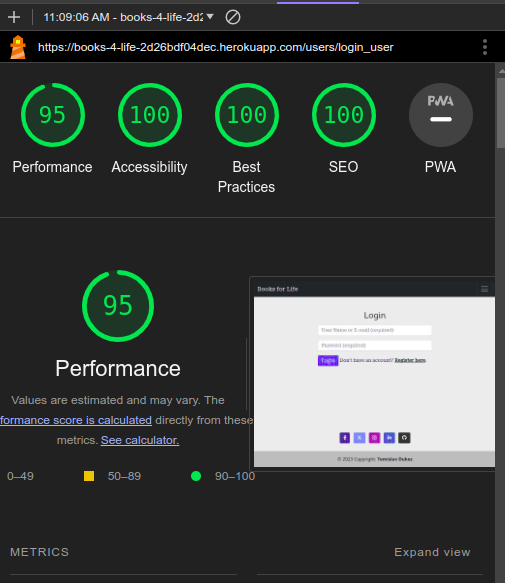 11:09:06 AM - books-4-life-2d2
https://books-4-life-2d26bdf04dec.herokuapp.com/users/login_user
95 100 100 100 PWA
Performance Accessibility Best Practices SEO PWA
95
Performance
Values are estimated and may vary. The
formance score is calculated directly from these
metrics. See calculator.
0–49 50–89 90–100
Books for Life
Login
User Name or E-mail (required)
Password (required)
Login Don't have an account? Register here.
© 2023 Copyright:
METRICS Expand view